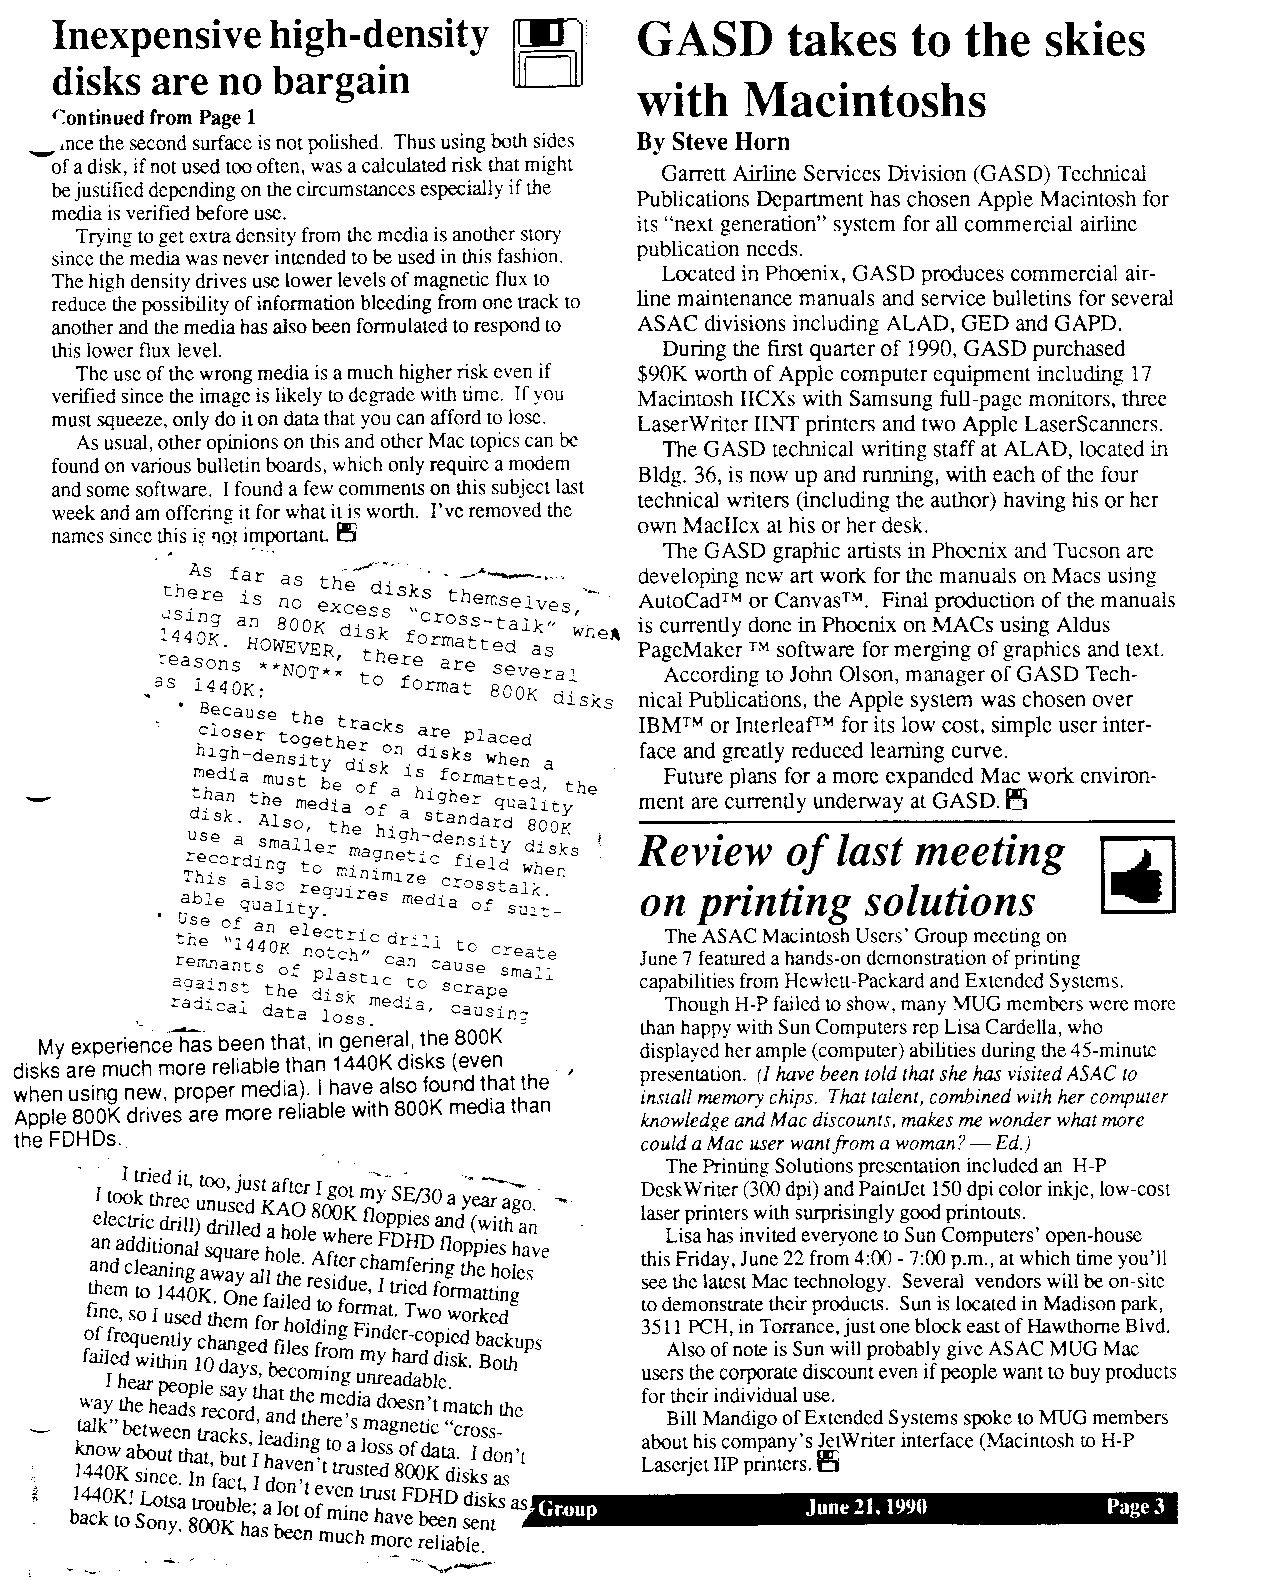 Inexpensive high-density
disks are no bargain
Continued from Page 1
ince the second surface is not polished. Thus using both sides
of a disk, if not used too often, was a calculated risk that might
be justified depending on the circumstances especially if the
media is verified before use.
Trying to get extra density from the media is another story
since the media was never intended to be used in this fashion.
The high density drives use lower levels of magnetic flux to
reduce the possibility of information bleeding from one track to
another and the media has also been formulated to respond to
this lower flux level.
The use of the wrong media is a much higher risk even if
verified since the image is likely to degrade with time. If you
must squeeze, only do it on data that you can afford to lose.
As usual, other opinions on this and other Mac topics can be
found on various bulletin boards, which only require a modem
and some software. I found a few comments on this subject last
week and am offering it for what it is worth. I've removed the
names since this is not important.
As far as the disks themselves,
there is no excess "cross-talk" when
using an 800K disk formatted as
1440K. HOWEVER, there are several
reasons **NOT** to format 800K disks
as 1440K:
• Because the tracks are placed
closer together on disks when a
high-density disk is formatted, the
media must be of a higher quality
than the media of a standard 800K
disk. Also, the high-density disks
use a smaller magnetic field when
recording to minimize crosstalk.
This also requires media of suit-
able quality.
• Use of an electric drill to create
the "1440K notch" can cause small
remnants of plastic to scrape
against the disk media, causing
radical data loss.
My experience has been that, in general, the 800K
disks are much more reliable than 1440K disks (even
when using new, proper media). I have also found that the
Apple 800K drives are more reliable with 800K media than
the FDHDs.
I tried it, too, just after I got my SE/30 a year ago.
I took three unused KAO 800K floppies and (with an
electric drill) drilled a hole where FDHD floppies have
an additional square hole. After chamfering the holes
and cleaning away all the residue, I tried formatting
them to 1440K. One failed to format. Two worked
fine, so I used them for holding Finder-copied backups
of frequently changed files from my hard disk. Both
failed within 10 days, becoming unreadable.
I hear people say that the media doesn't match the
way the heads record, and there's magnetic "cross-
talk" between tracks, leading to a loss of data. I don't
know about that, but I haven't trusted 800K disks as
1440K since. In fact, I don't even trust FDHD disks as
1440K! Lotsa trouble; a lot of mine have been sent
back to Sony. 800K has been much more reliable.
GASD takes to the skies
with Macintoshs
By Steve Horn
Garrett Airline Services Division (GASD) Technical
Publications Department has chosen Apple Macintosh for
its "next generation" system for all commercial airline
publication needs.
Located in Phoenix, GASD produces commercial air-
line maintenance manuals and service bulletins for several
ASAC divisions including ALAD, GED and GAPD.
During the first quarter of 1990, GASD purchased
$90K worth of Apple computer equipment including 17
Macintosh IICXs with Samsung full-page monitors, three
LaserWriter IINT printers and two Apple LaserScanners.
The GASD technical writing staff at ALAD, located in
Bldg. 36, is now up and running, with each of the four
technical writers (including the author) having his or her
own MacIIcx at his or her desk.
The GASD graphic artists in Phoenix and Tucson are
developing new art work for the manuals on Macs using
AutoCad™ or Canvas™. Final production of the manuals
is currently done in Phoenix on MACs using Aldus
PageMaker ™ software for merging of graphics and text.
According to John Olson, manager of GASD Tech-
nical Publications, the Apple system was chosen over
IBM™ or Interleaf™ for its low cost, simple user inter-
face and greatly reduced learning curve.
Future plans for a more expanded Mac work environ-
ment are currently underway at GASD.
Review of last meeting
on printing solutions
The ASAC Macintosh Users' Group meeting on
June 7 featured a hands-on demonstration of printing
capabilities from Hewlett-Packard and Extended Systems.
Though H-P failed to show, many MUG members were more
than happy with Sun Computers rep Lisa Cardella, who
displayed her ample (computer) abilities during the 45-minute
presentation. (I have been told that she has visited ASAC to
install memory chips. That talent, combined with her computer
knowledge and Mac discounts, makes me wonder what more
could a Mac user want from a woman? — Ed.)
The Printing Solutions presentation included an H-P
DeskWriter (300 dpi) and PaintJet 150 dpi color inkje, low-cost
laser printers with surprisingly good printouts.
Lisa has invited everyone to Sun Computers' open-house
this Friday, June 22 from 4:00 - 7:00 p.m., at which time you'll
see the latest Mac technology. Several vendors will be on-site
to demonstrate their products. Sun is located in Madison park,
3511 PCH, in Torrance, just one block east of Hawthorne Blvd.
Also of note is Sun will probably give ASAC MUG Mac
users the corporate discount even if people want to buy products
for their individual use.
Bill Mandigo of Extended Systems spoke to MUG members
about his company's JetWriter interface (Macintosh to H-P
Laserjet IIP printers.
Group June 21, 1990 Page 3